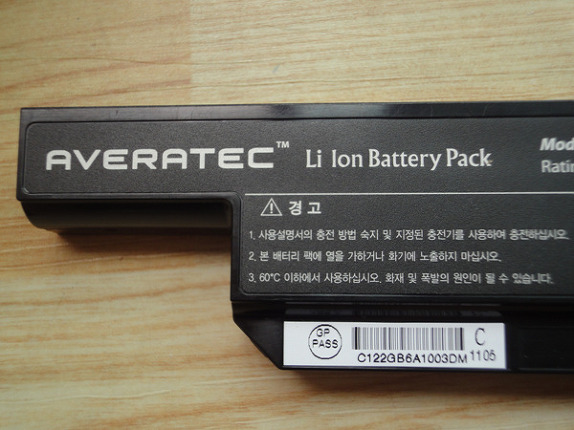 AVERATEC™ Li Ion Battery Pack
경 고
1. 사용설명서의 충전 방법 숙지 및 지정된 충전기를 사용하여 충전하십시오.
2. 본 배터리 팩에 열을 가하거나 화기에 노출하지 마십시오.
3. 60℃ 이하에서 사용하십시오. 화재 및 폭발의 원인이 될 수 있습니다.
GP
PASS
C
C122GB6A1003DM 1105